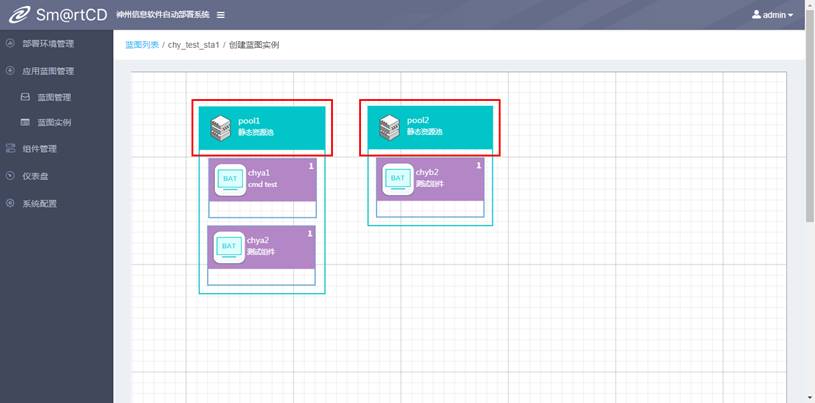 Sm@rtCD 神州信息软件自动部署系统
admin
部署环境管理
应用蓝图管理
蓝图管理
蓝图实例
组件管理
仪表盘
系统配置
蓝图列表 / chy_test_sta1 / 创建蓝图实例
pool1
静态资源池
BAT
chya1
1
cmd test
BAT
chya2
1
测试组件
pool2
静态资源池
BAT
chyb2
1
测试组件